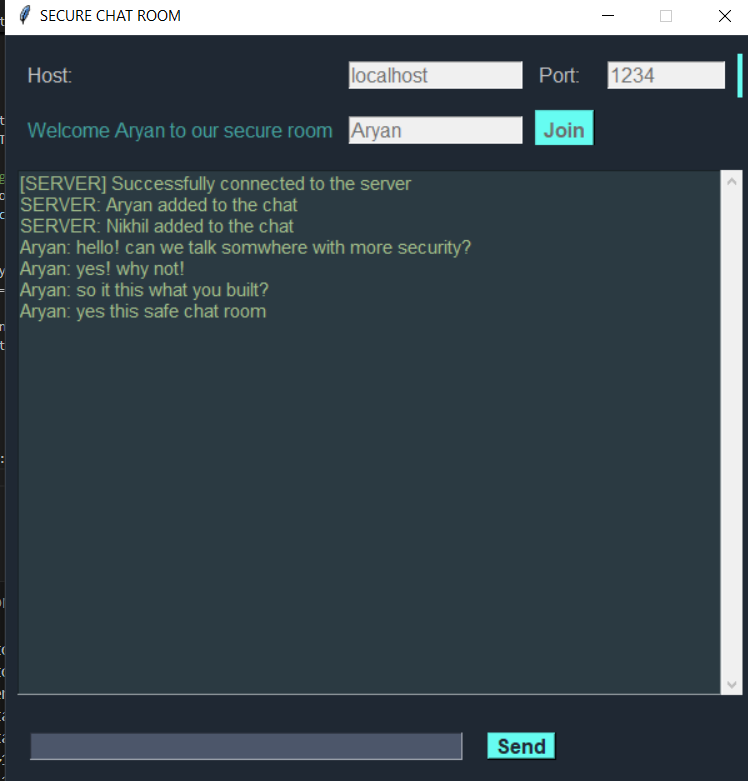 SECURE CHAT ROOM
Host: localhost Port: 1234
Welcome Aryan to our secure room Aryan Join
[SERVER] Successfully connected to the server
SERVER: Aryan added to the chat
SERVER: Nikhil added to the chat
Aryan: hello! can we talk somwhere with more security?
Aryan: yes! why not!
Aryan: so it this what you built?
Aryan: yes this safe chat room
Send